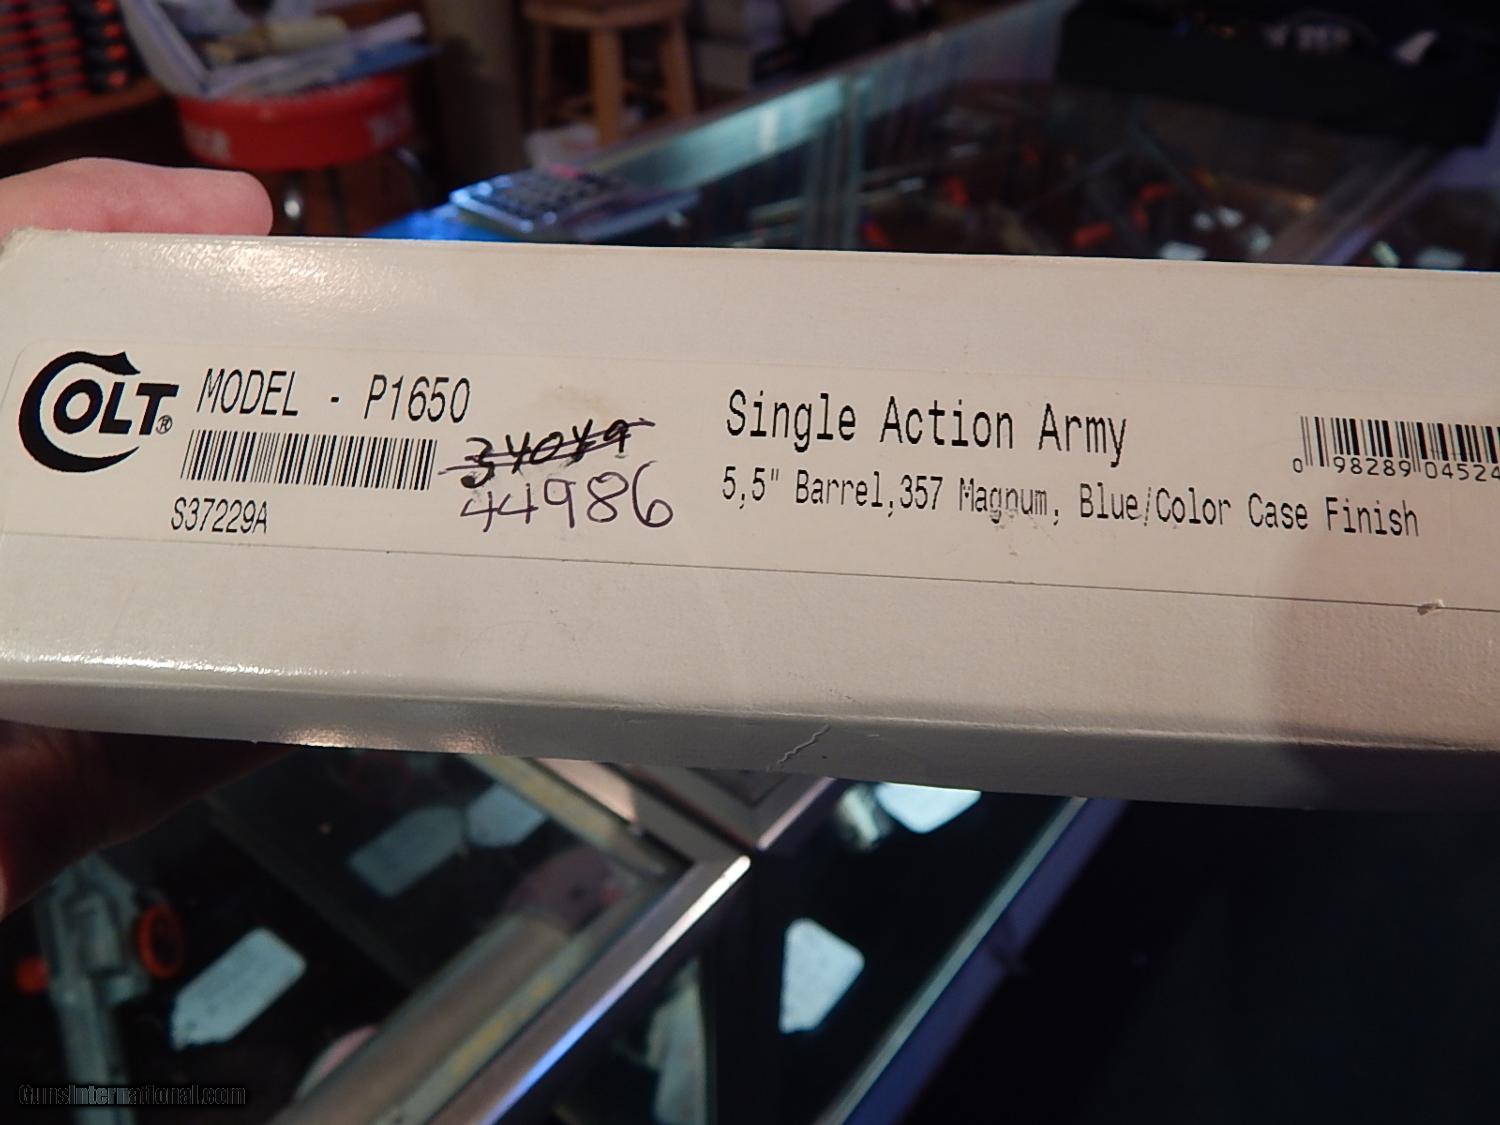 COLT®
MODEL - P1650
S37229A
34049
44986
Single Action Army
5,5" Barrel,357 Magnum, Blue/Color Case Finish
0 98289 04524
GunsInternational.com